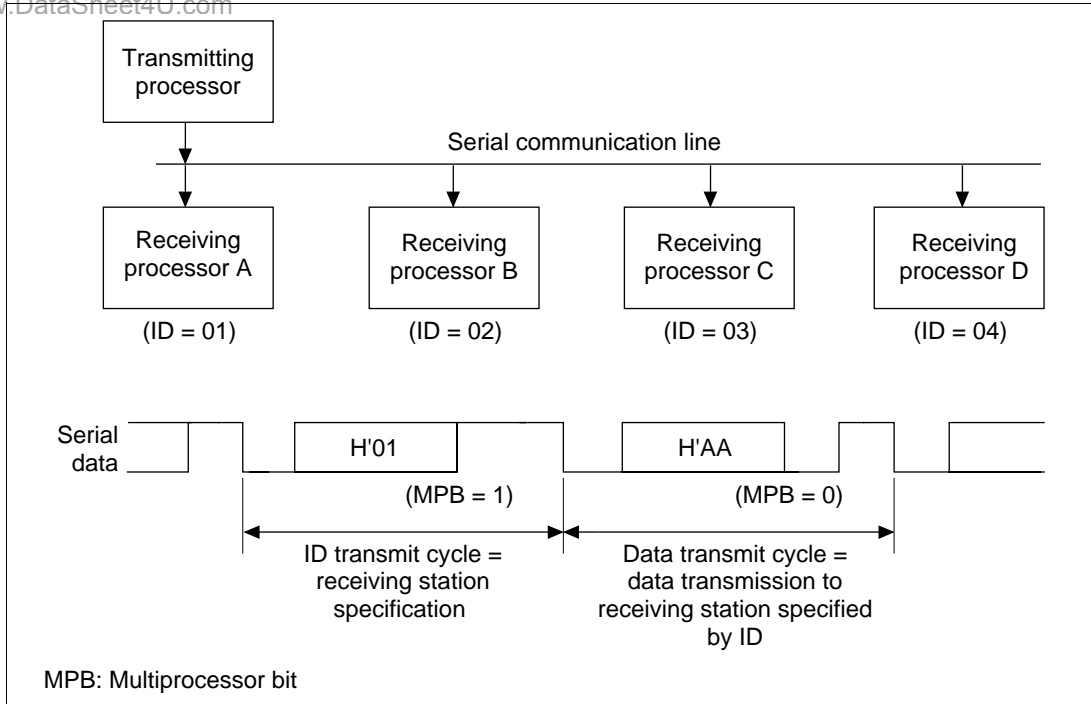 w.DataSheet4U.com
Transmitting
processor
Serial communication line
Receiving
processor A
Receiving
processor B
Receiving
processor C
Receiving
processor D
(ID = 01)
(ID = 02)
(ID = 03)
(ID = 04)
Serial
data
H'01
H'AA
(MPB = 1)
(MPB = 0)
ID transmit cycle =
receiving station
specification
Data transmit cycle =
data transmission to
receiving station specified
by ID
MPB: Multiprocessor bit